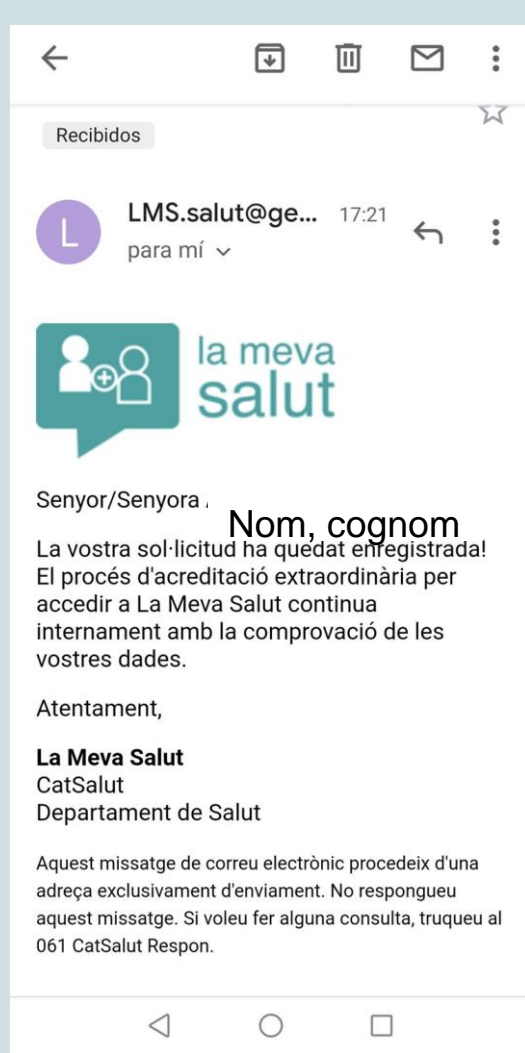 Recibidos
L
LMS.salut@ge... 17:21
para mí
la meva
salut
Senyor/Senyora
Nom, cognom
La vostra sol·licitud ha quedat enregistrada!
El procés d'acreditació extraordinària per
accedir a La Meva Salut continua
internament amb la comprovació de les
vostres dades.
Atentament,
La Meva Salut
CatSalut
Departament de Salut
Aquest missatge de correu electrònic procedeix d'una
adreça exclusivament d'enviament. No respongueu
aquest missatge. Si voleu fer alguna consulta, truqueu al
061 CatSalut Respon.